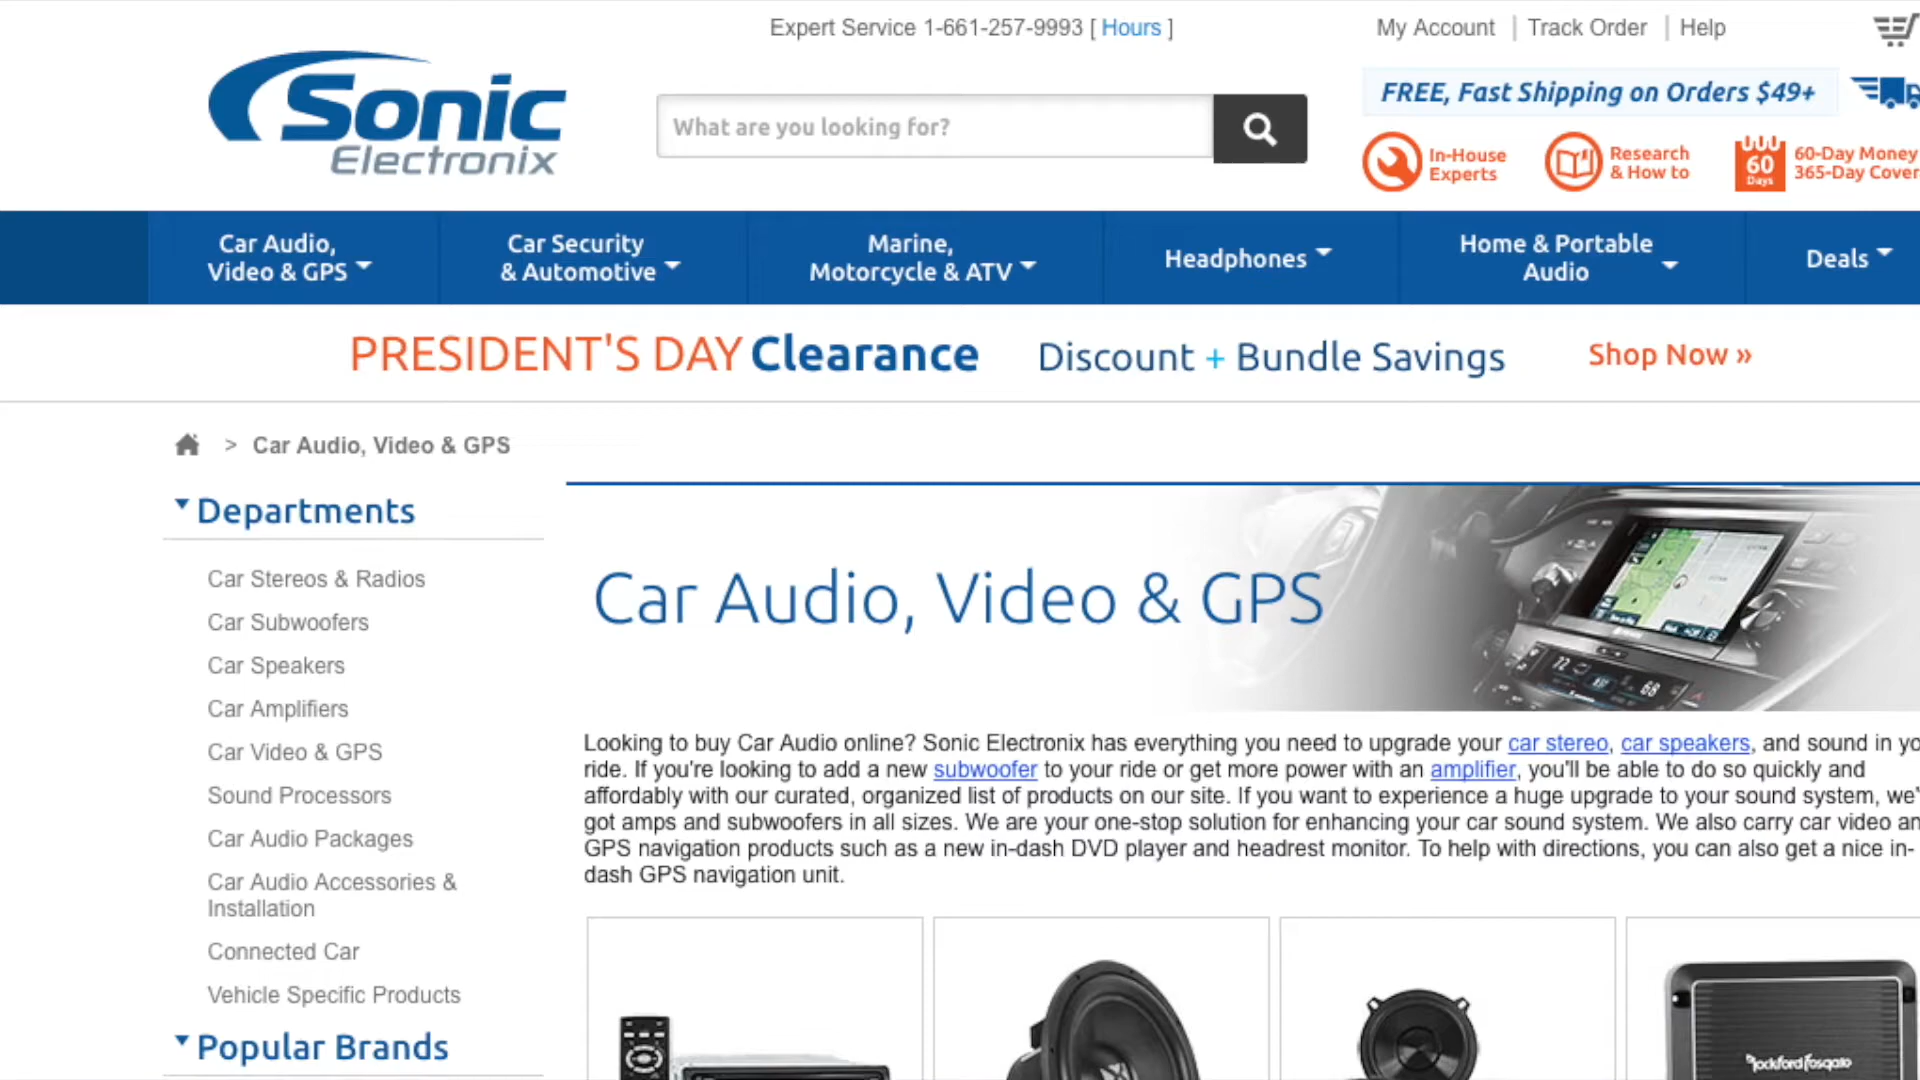 Expert Service 1-661-257-9993 [ Hours ]
My Account | Track Order | Help
Sonic
Electronix
What are you looking for?
FREE, Fast Shipping on Orders $49+
In-House
Experts
Research
& How to
60
Days
60-Day Money
365-Day Cover
Car Audio,
Video & GPS
Car Security
& Automotive
Marine,
Motorcycle & ATV
Headphones
Home & Portable
Audio
Deals
PRESIDENT'S DAY Clearance Discount + Bundle Savings Shop Now »
> Car Audio, Video & GPS
Departments
Car Stereos & Radios
Car Subwoofers
Car Speakers
Car Amplifiers
Car Video & GPS
Sound Processors
Car Audio Packages
Car Audio Accessories &
Installation
Connected Car
Vehicle Specific Products
Popular Brands
Car Audio, Video & GPS
72
68
Looking to buy Car Audio online? Sonic Electronix has everything you need to upgrade your car stereo, car speakers, and sound in yo
ride. If you're looking to add a new subwoofer to your ride or get more power with an amplifier, you'll be able to do so quickly and
affordably with our curated, organized list of products on our site. If you want to experience a huge upgrade to your sound system, we'
got amps and subwoofers in all sizes. We are your one-stop solution for enhancing your car sound system. We also carry car video an
GPS navigation products such as a new in-dash DVD player and headrest monitor. To help with directions, you can also get a nice in-
dash GPS navigation unit.
Rockford Fosgate